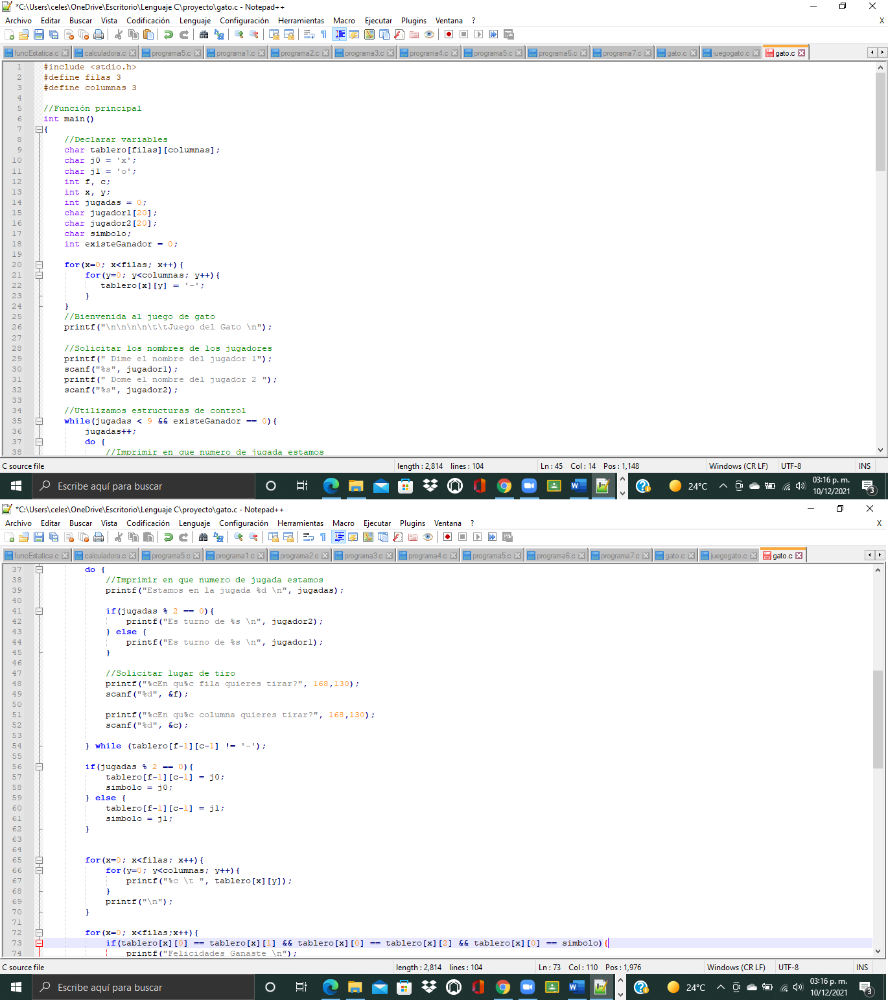 *C:\Users\celes\OneDrive\Escritorio\Lenguaje C\proyecto\gato.c - Notepad++
Archivo Editar Buscar Vista Codificación Lenguaje Configuración Herramientas Macro Ejecutar Plugins Ventana ? X
funcEstatica.c calculadora.c programa5.c programa1.c programa2.c programa3.c programa4.c programa5.c programa6.c programa7.c gato.c juegogato.c gato.c
1 #include <stdio.h>
2 #define filas 3
3 #define columnas 3
4
5 //Función principal
6 int main()
7 {
8 //Declarar variables
9 char tablero[filas][columnas];
10 char j0 = 'x';
11 char j1 = 'o';
12 int f, c;
13 int x, y;
14 int jugadas = 0;
15 char jugador1[20];
16 char jugador2[20];
17 char simbolo;
18 int existeGanador = 0;
19
20 for(x=0; x<filas; x++){
21 for(y=0; y<columnas; y++){
22 tablero[x][y] = '-';
23 }
24 }
25 //Bienvenida al juego de gato
26 printf("\n\n\n\n\t\tJuego del Gato \n");
27
28 //Solicitar los nombres de los jugadores
29 printf(" Dime el nombre del jugador 1");
30 scanf("%s", jugador1);
31 printf(" Dome el nombre del jugador 2 ");
32 scanf("%s", jugador2);
33
34 //Utilizamos estructuras de control
35 while(jugadas < 9 && existeGanador == 0){
36 jugadas++;
37 do {
38 //Imprimir en que numero de jugada estamos
C source file length : 2,814 lines : 104 Ln : 45 Col : 14 Pos : 1,148 Windows (CR LF) UTF-8 INS
Escribe aquí para buscar 24°C 03:16 p. m.
10/12/2021 3
*C:\Users\celes\OneDrive\Escritorio\Lenguaje C\proyecto\gato.c - Notepad++
Archivo Editar Buscar Vista Codificación Lenguaje Configuración Herramientas Macro Ejecutar Plugins Ventana ? X
funcEstatica.c calculadora.c programa5.c programa1.c programa2.c programa3.c programa4.c programa5.c programa6.c programa7.c gato.c juegogato.c gato.c
37 do {
38 //Imprimir en que numero de jugada estamos
39 printf("Estamos en la jugada %d \n", jugadas);
40
41 if(jugadas % 2 == 0){
42 printf("Es turno de %s \n", jugador2);
43 } else {
44 printf("Es turno de %s \n", jugador1);
45 }
46
47 //Solicitar lugar de tiro
48 printf("%cEn qu%c fila quieres tirar?", 168,130);
49 scanf("%d", &f);
50
51 printf("%cEn qu%c columna quieres tirar?", 168,130);
52 scanf("%d", &c);
53
54 } while (tablero[f-1][c-1] != '-');
55
56 if(jugadas % 2 == 0){
57 tablero[f-1][c-1] = j0;
58 simbolo = j0;
59 } else {
60 tablero[f-1][c-1] = j1;
61 simbolo = j1;
62 }
63
64
65 for(x=0; x<filas; x++){
66 for(y=0; y<columnas; y++){
67 printf("%c \t ", tablero[x][y]);
68 }
69 printf("\n");
70 }
71
72 for(x=0; x<filas;x++){
73 if(tablero[x][0] == tablero[x][1] && tablero[x][0] == tablero[x][2] && tablero[x][0] == simbolo){
74 printf("Felicidades Ganaste \n");
C source file length : 2,814 lines : 104 Ln : 73 Col : 110 Pos : 1,976 Windows (CR LF) UTF-8 INS
Escribe aquí para buscar 24°C 03:16 p. m.
10/12/2021 3